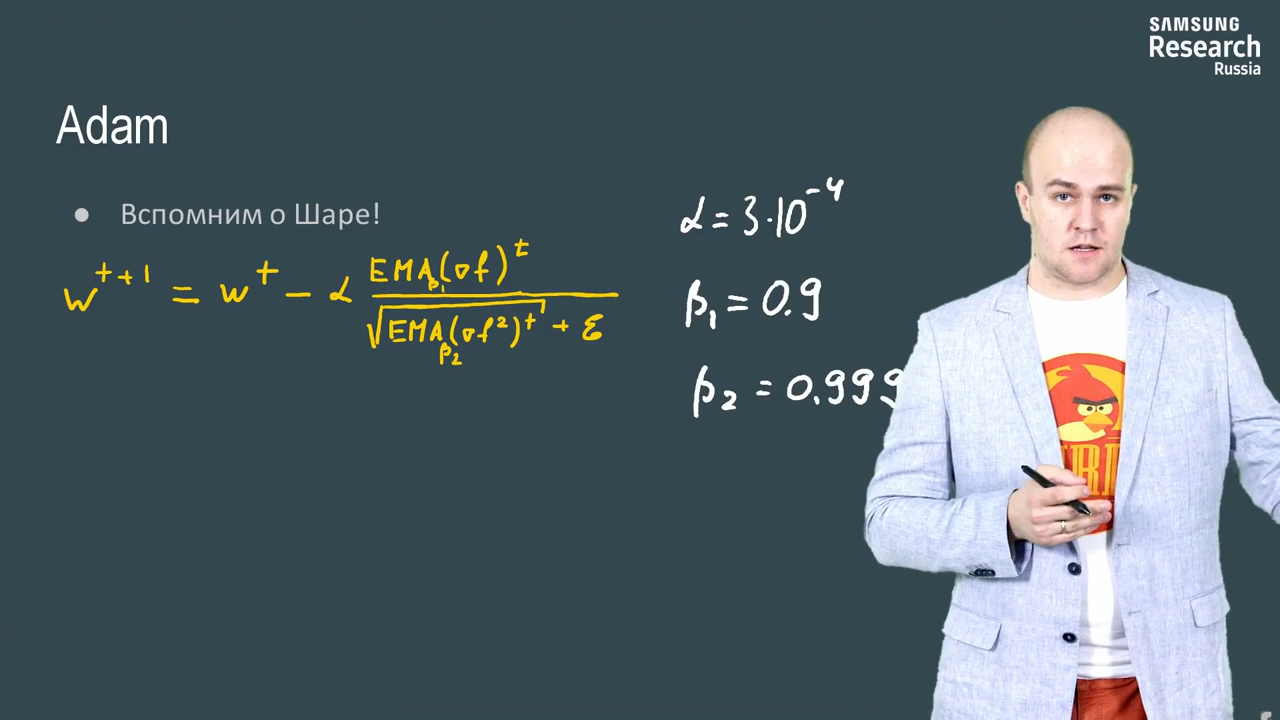 SAMSUNG
Research
Russia
Adam
● Вспомним о Шаре!
w^{t+1} = w^t - α EMA_{β₁}(∇f)^t / (√(EMA_{β₂}(∇f²)^t) + ε)
α = 3·10^{-4}
β₁ = 0.9
β₂ = 0.999